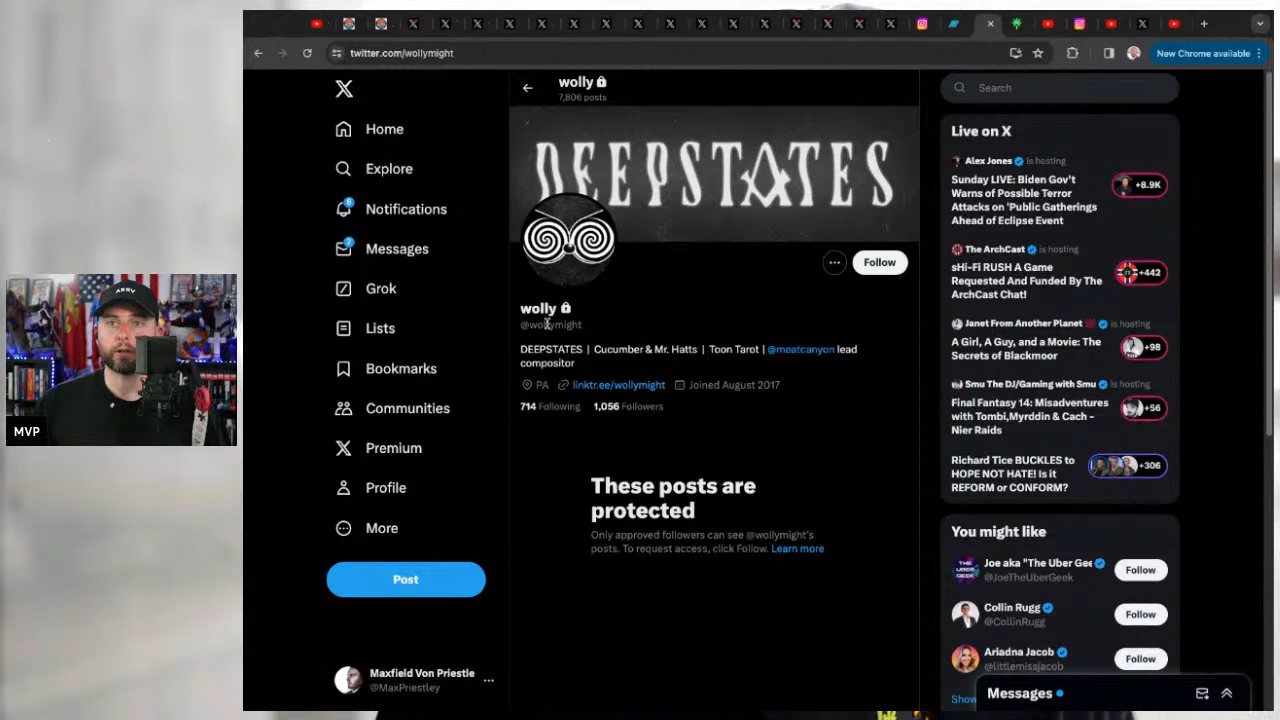 twitter.com/wollymight
New Chrome available
Home
Explore
6
Notifications
2
Messages
Grok
Lists
Bookmarks
Communities
Premium
Profile
More
Post
Maxfield Von Priestle
@MaxPriestley
wolly
7,806 posts
DEEPSTATES
Follow
wolly
@wollymight
DEEPSTATES | Cucumber & Mr. Hatts | Toon Tarot | @meatcanyon lead
compositor
PA linktr.ee/wollymight Joined August 2017
714 Following 1,056 Followers
These posts are
protected
Only approved followers can see @wollymight's
posts. To request access, click Follow. Learn more
Search
Live on X
Alex Jones is hosting
Sunday LIVE: Biden Gov't
Warns of Possible Terror
Attacks on 'Public Gatherings
Ahead of Eclipse Event
+8.9K
The ArchCast is hosting
sHi-Fi RUSH A Game
Requested And Funded By The
ArchCast Chat!
+442
Janet From Another Planet is hosting
A Girl, A Guy, and a Movie: The
Secrets of Blackmoor
+98
Smu The DJ/Gaming with Smu is hosting
Final Fantasy 14: Misadventures
with Tombi,Myrddin & Cach -
Nier Raids
+56
Richard Tice BUCKLES to
HOPE NOT HATE! Is it
REFORM or CONFORM?
+306
You might like
Joe aka "The Uber Gee
@JoeTheUberGeek
Follow
Collin Rugg
@CollinRugg
Follow
Ariadna Jacob
@littlemissjacob
Follow
Show
Messages
MVP